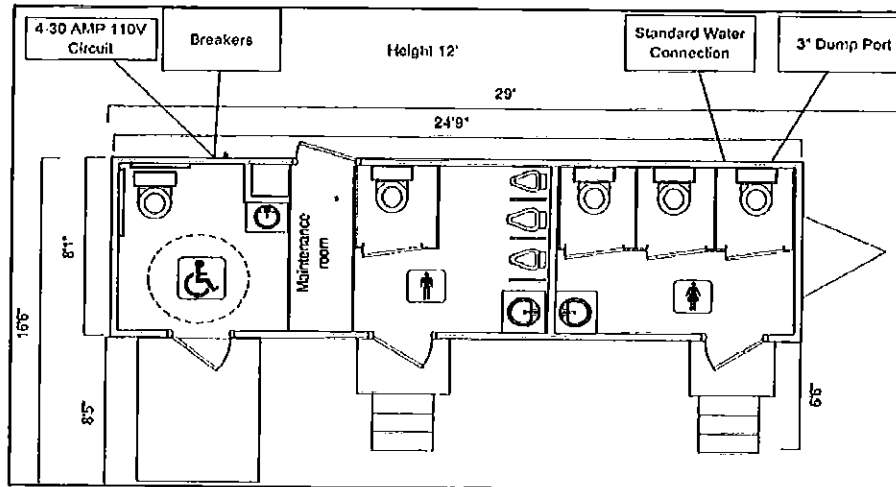 4-30 AMP 110V
Circuit
Breakers
Height 12'
Standard Water
Connection
3" Dump Port
29'
24'9"
8'1"
16'6"
8'5"
6'6"
Maintenance
room